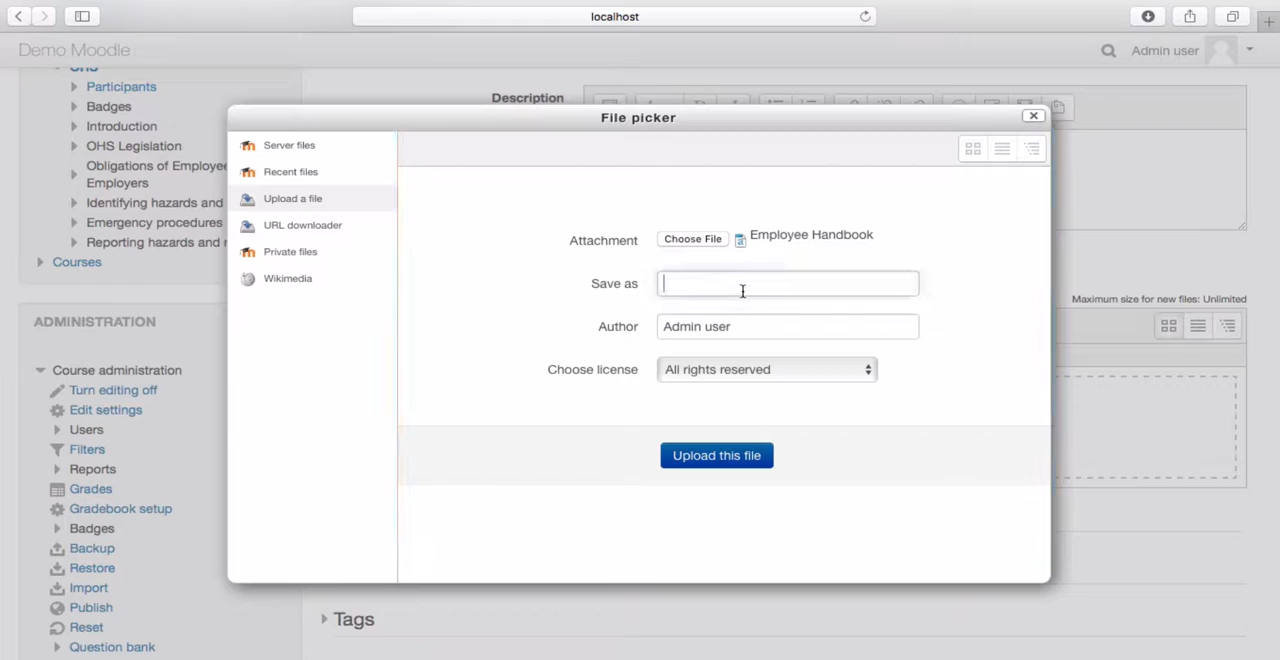 localhost
Demo Moodle
Admin user
Participants
Badges
Introduction
OHS Legislation
Obligations of Employee
Employers
Identifying hazards and
Emergency procedures
Reporting hazards and
Courses
ADMINISTRATION
Course administration
Turn editing off
Edit settings
Users
Filters
Reports
Grades
Gradebook setup
Badges
Backup
Restore
Import
Publish
Reset
Question bank
Description
Maximum size for new files: Unlimited
Tags
File picker
Server files
Recent files
Upload a file
URL downloader
Private files
Wikimedia
Attachment
Choose File
Employee Handbook
Save as
Author
Admin user
Choose license
All rights reserved
Upload this file